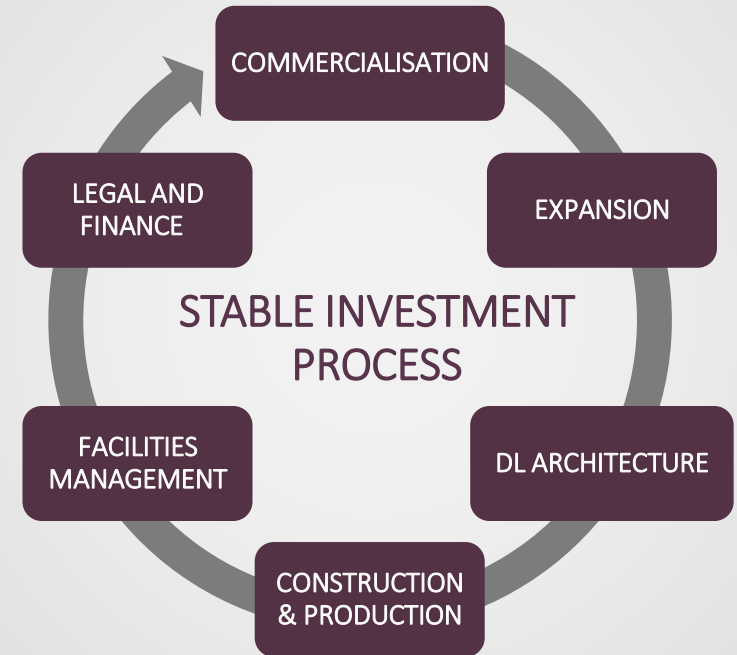 COMMERCIALISATION
EXPANSION
DL ARCHITECTURE
CONSTRUCTION
& PRODUCTION
FACILITIES
MANAGEMENT
LEGAL AND
FINANCE
STABLE INVESTMENT
PROCESS